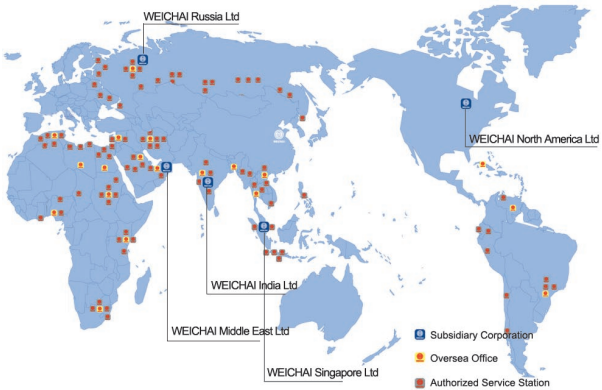 WEICHAI Russia Ltd
WEICHAI North America Ltd
WEICHAI India Ltd
WEICHAI Middle East Ltd
WEICHAI Singapore Ltd
Subsidiary Corporation
Oversea Office
Authorized Service Station